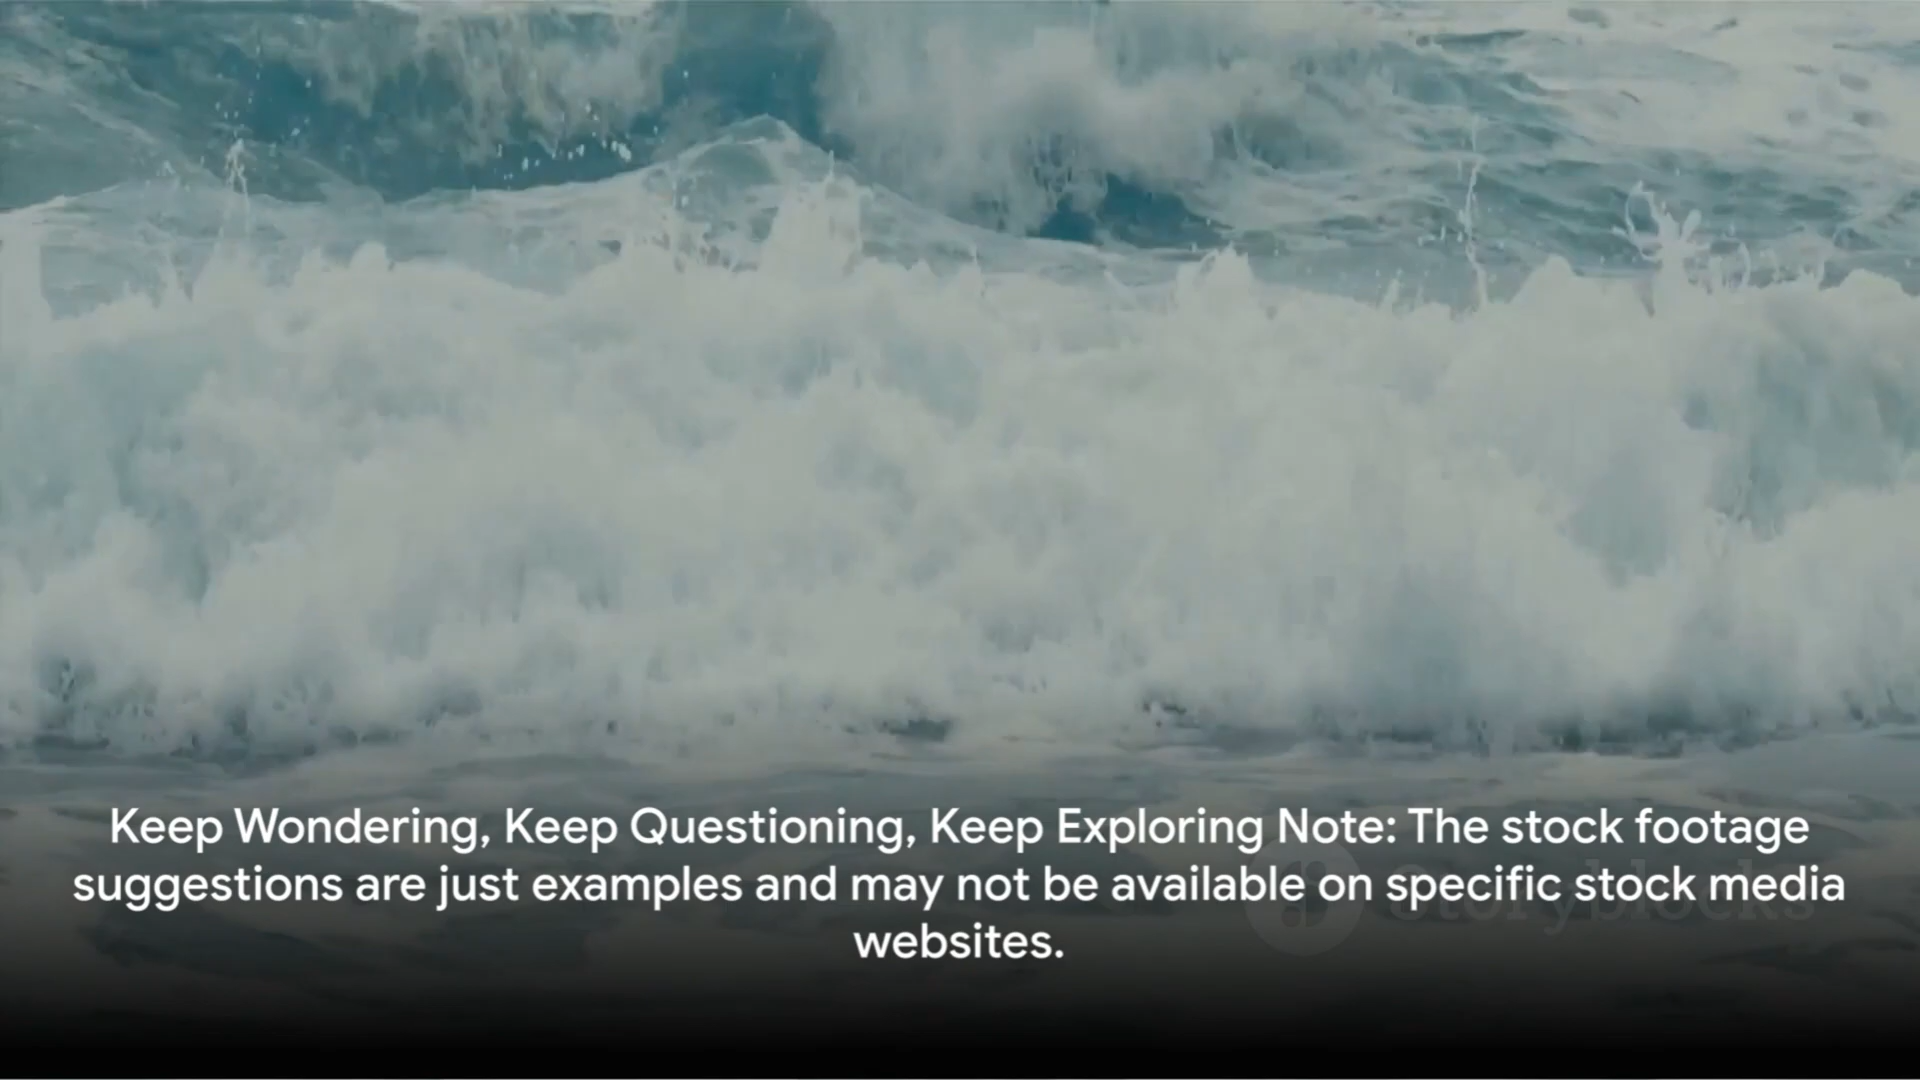 Keep Wondering, Keep Questioning, Keep Exploring Note: The stock footage
suggestions are just examples and may not be available on specific stock media
websites.
Storyblocks